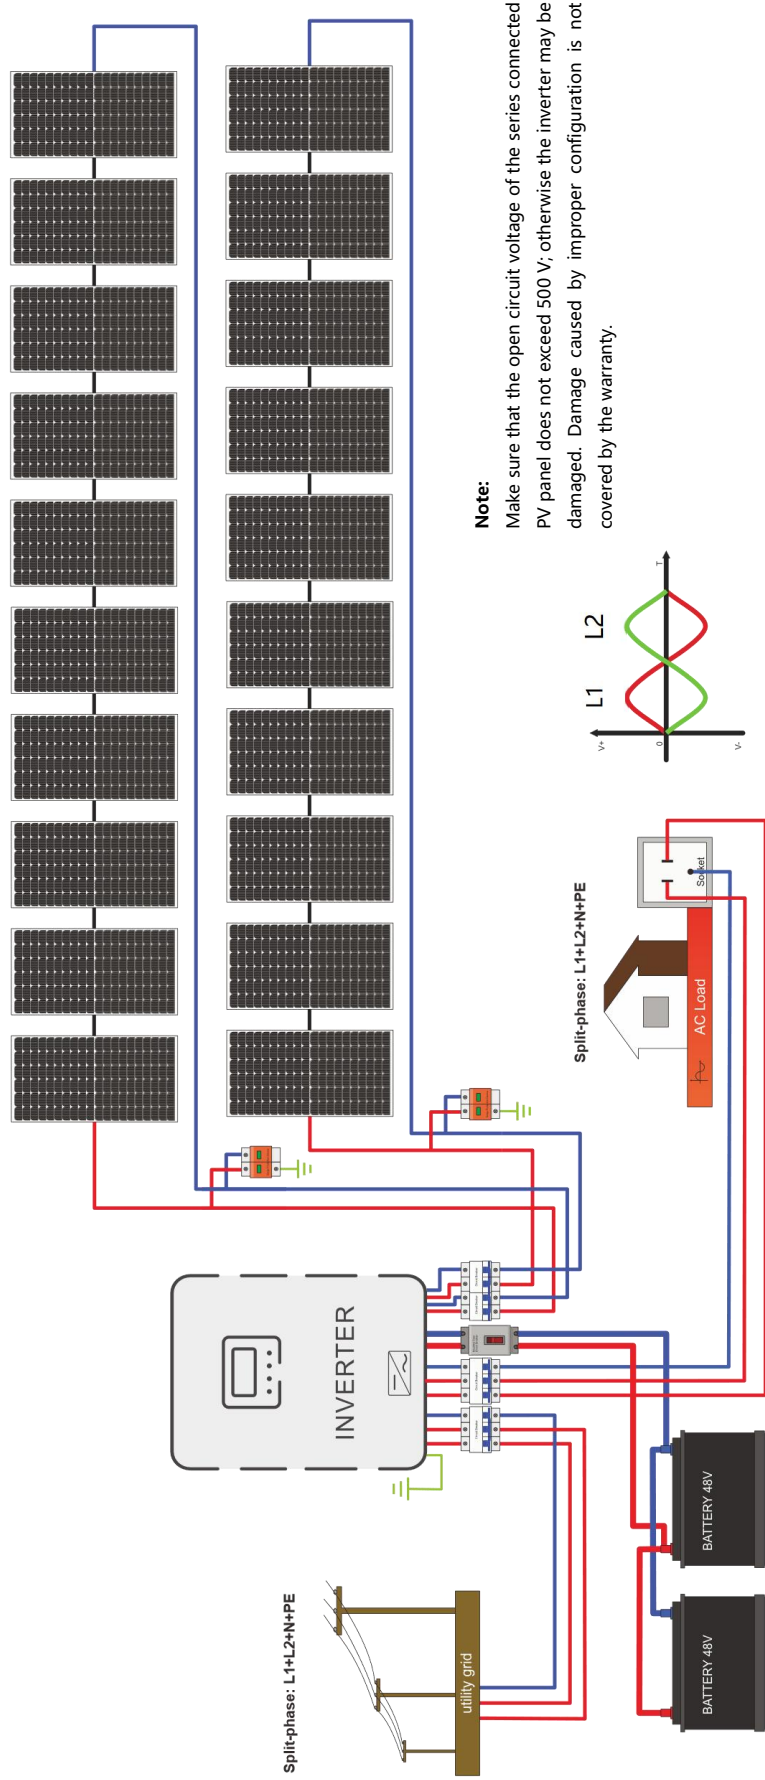 Note:
Make sure that the open circuit voltage of the series connected
PV panel does not exceed 500 V; otherwise the inverter may be
damaged. Damage caused by improper configuration is not
covered by the warranty.
L1
L2
V+
0
V-
T
Split-phase: L1+L2+N+PE
Socket
AC Load
INVERTER
Split-phase: L1+L2+N+PE
utility grid
BATTERY 48V
BATTERY 48V